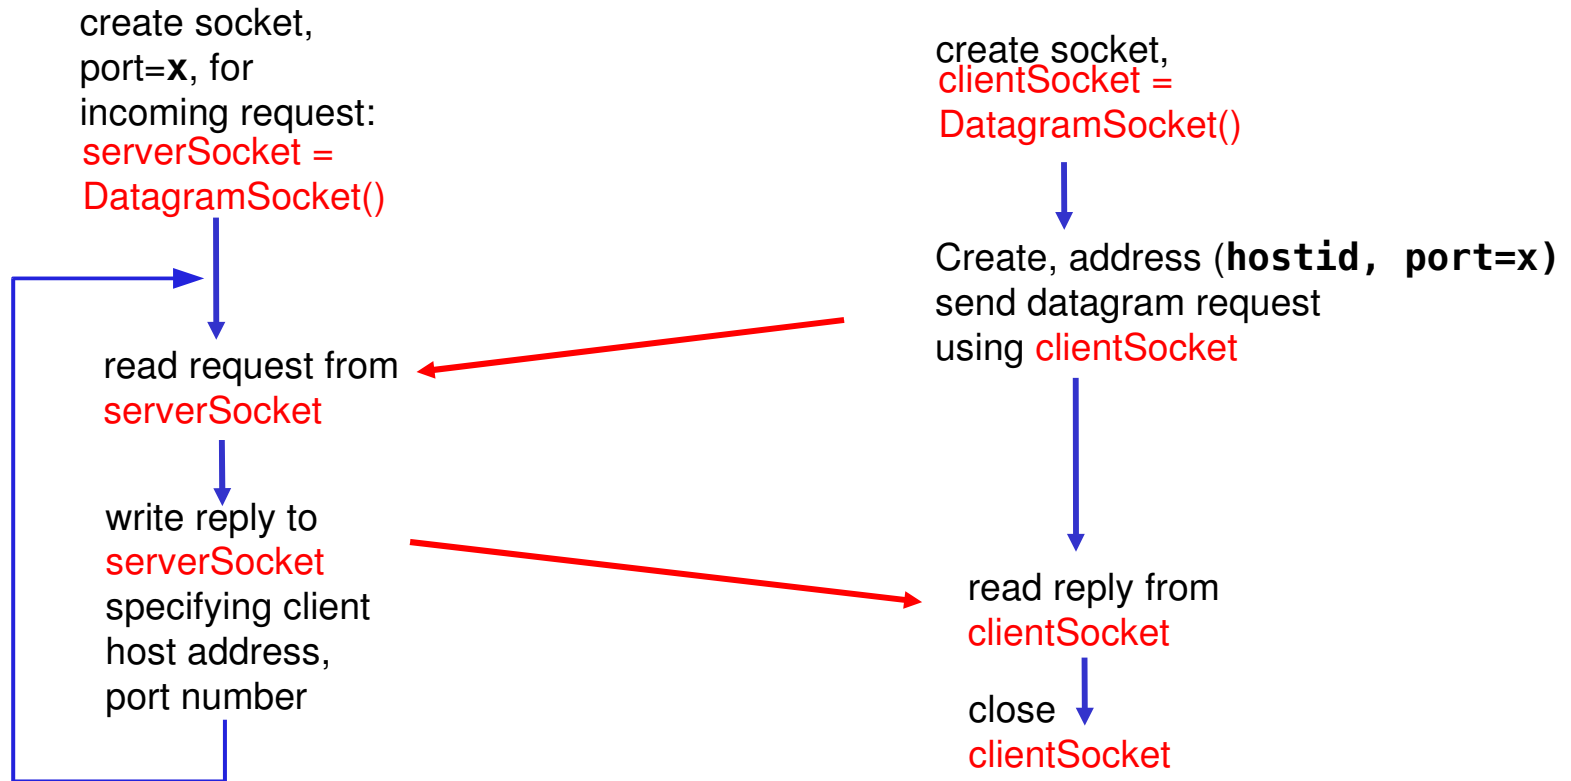 create socket,
port=x, for
incoming request:
serverSocket =
DatagramSocket()
read request from
serverSocket
write reply to
serverSocket
specifying client
host address,
port number
create socket,
clientSocket =
DatagramSocket()
Create, address (hostid, port=x)
send datagram request
using clientSocket
read reply from
clientSocket
close
clientSocket